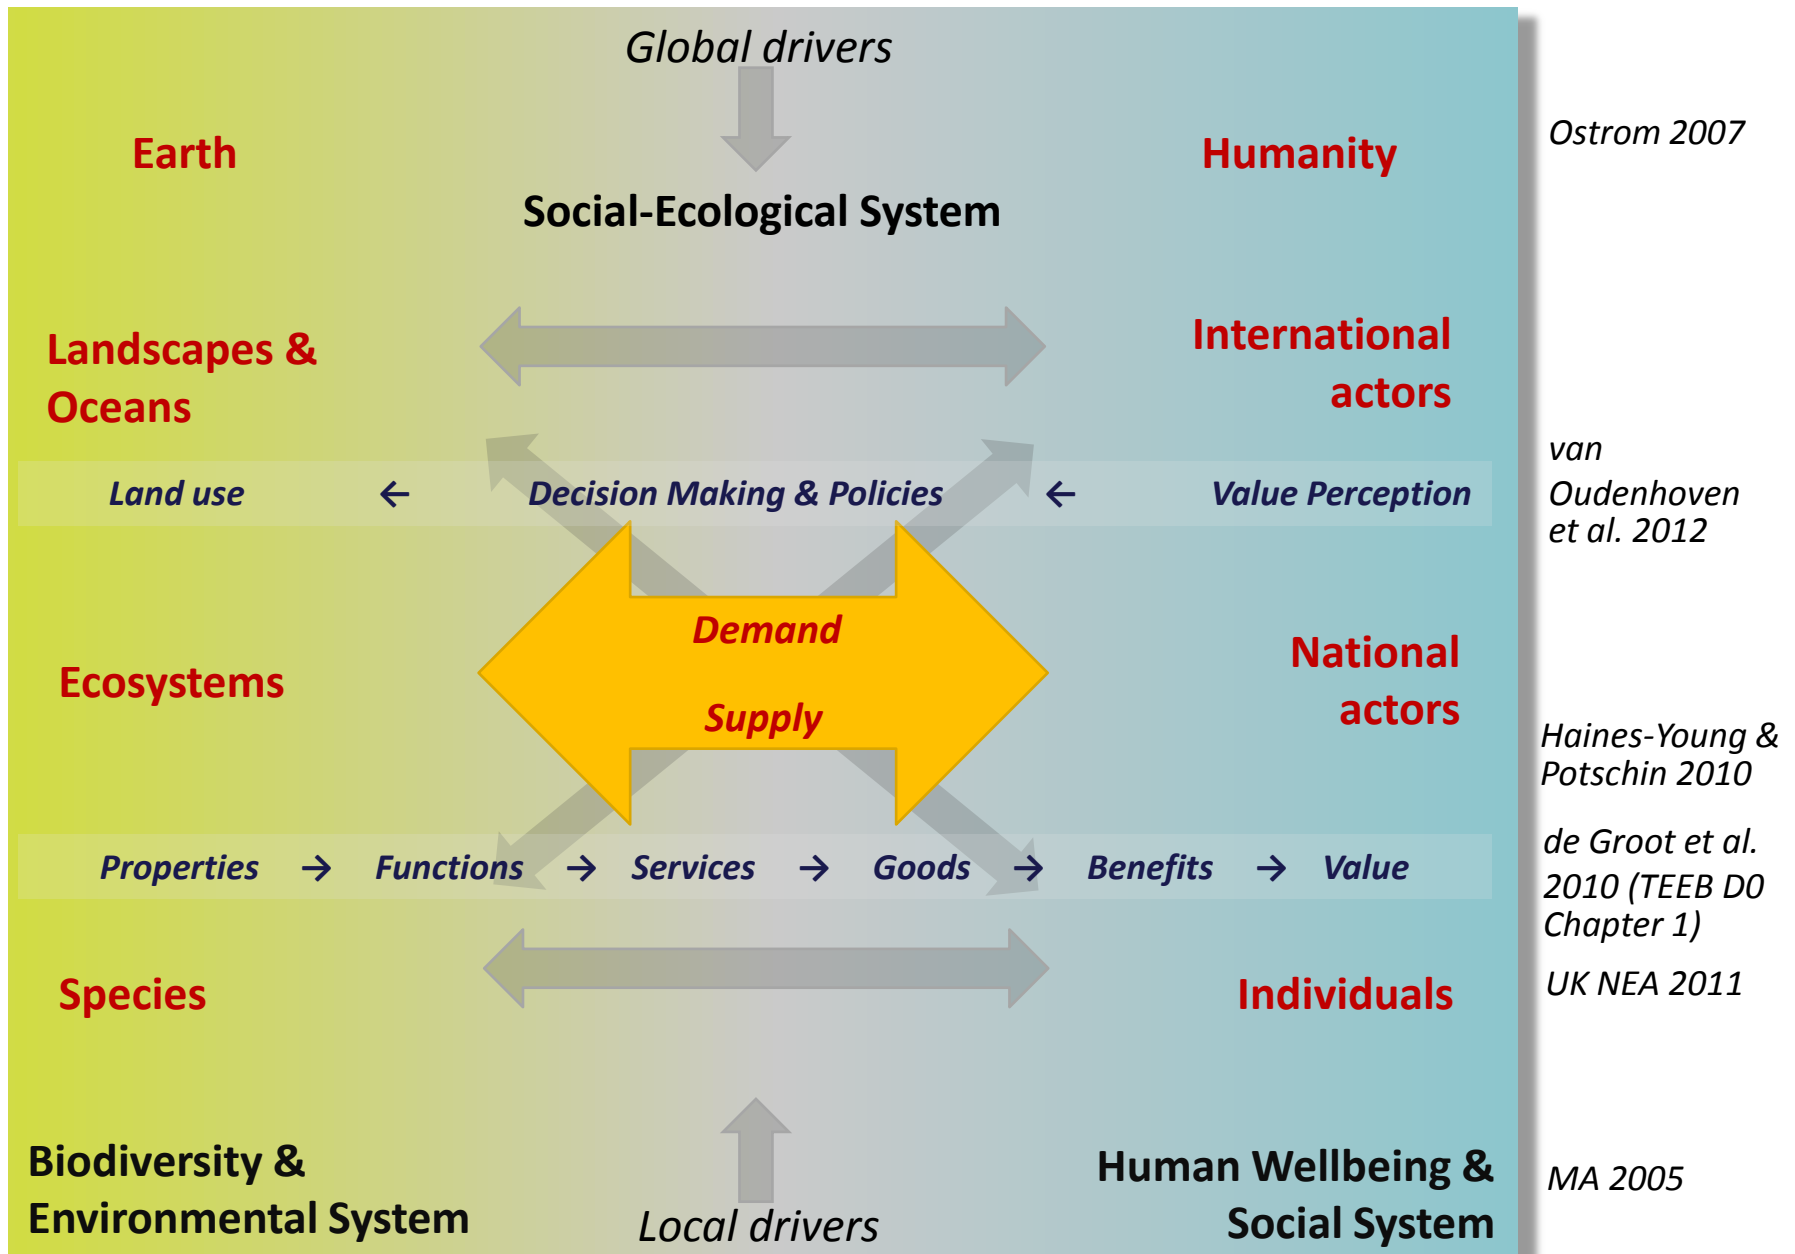 Global drivers
Earth
Humanity
Ostrom 2007
Social-Ecological System
Landscapes &
Oceans
International
actors
van
Oudenhoven
et al. 2012
Land use ← Decision Making & Policies ← Value Perception
Demand
Supply
Ecosystems
National
actors
Haines-Young &
Potschin 2010
Properties → Functions → Services → Goods → Benefits → Value
de Groot et al.
2010 (TEEB D0
Chapter 1)
Species
Individuals
UK NEA 2011
Biodiversity &
Environmental System
Local drivers
Human Wellbeing &
Social System
MA 2005